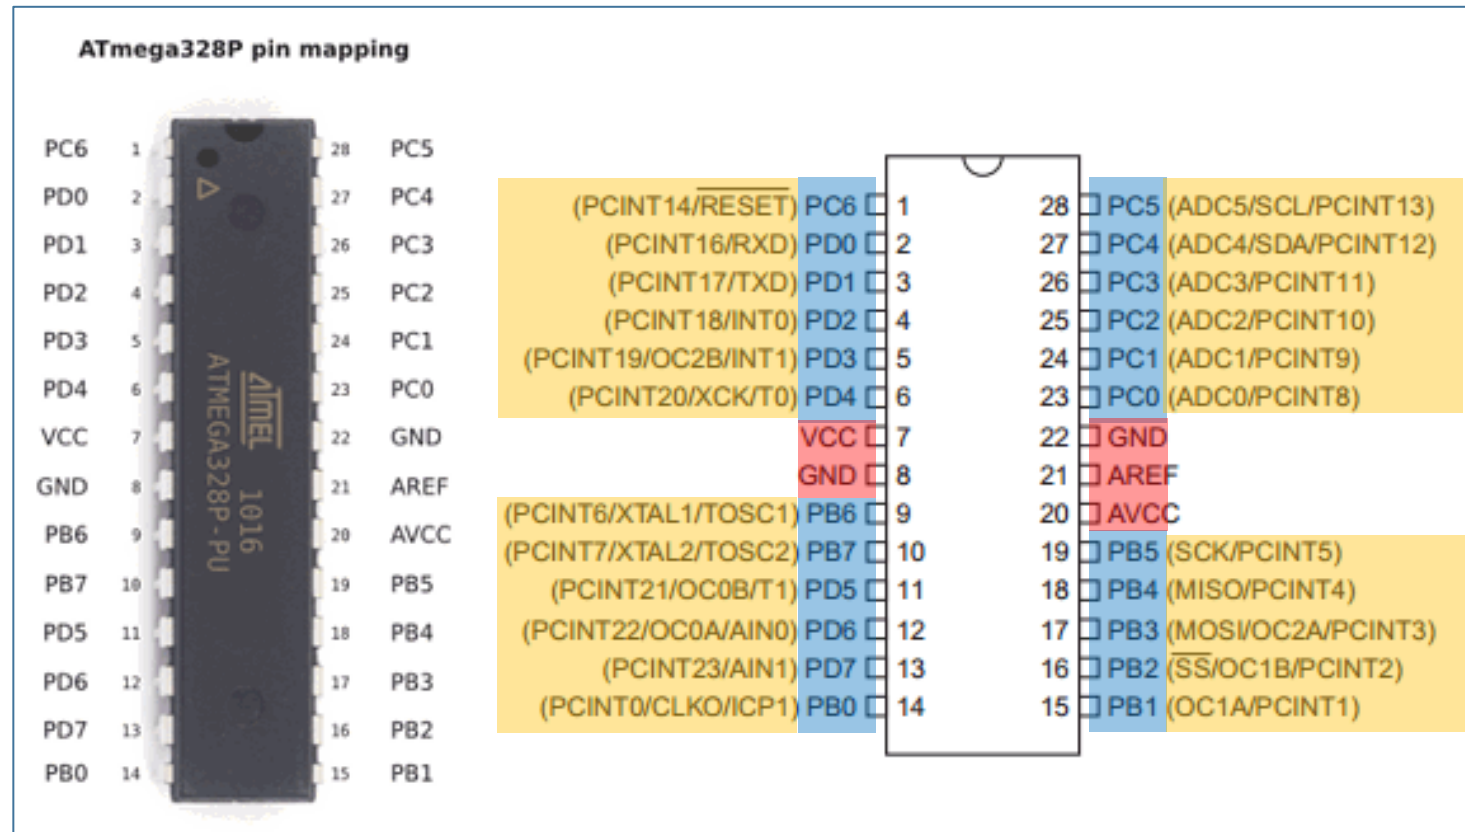 ATmega328P pin mapping
PC6 1 28 PC5
PD0 2 27 PC4
PD1 3 26 PC3
PD2 4 25 PC2
PD3 5 24 PC1
PD4 6 23 PC0
VCC 7 22 GND
GND 8 21 AREF
PB6 9 20 AVCC
PB7 10 19 PB5
PD5 11 18 PB4
PD6 12 17 PB3
PD7 13 16 PB2
PB0 14 15 PB1
ATMEL 1016
ATMEGA328P-PU
(PCINT14/RESET) PC6 1 28 PC5 (ADC5/SCL/PCINT13)
(PCINT16/RXD) PD0 2 27 PC4 (ADC4/SDA/PCINT12)
(PCINT17/TXD) PD1 3 26 PC3 (ADC3/PCINT11)
(PCINT18/INT0) PD2 4 25 PC2 (ADC2/PCINT10)
(PCINT19/OC2B/INT1) PD3 5 24 PC1 (ADC1/PCINT9)
(PCINT20/XCK/T0) PD4 6 23 PC0 (ADC0/PCINT8)
VCC 7 22 GND
GND 8 21 AREF
(PCINT6/XTAL1/TOSC1) PB6 9 20 AVCC
(PCINT7/XTAL2/TOSC2) PB7 10 19 PB5 (SCK/PCINT5)
(PCINT21/OC0B/T1) PD5 11 18 PB4 (MISO/PCINT4)
(PCINT22/OC0A/AIN0) PD6 12 17 PB3 (MOSI/OC2A/PCINT3)
(PCINT23/AIN1) PD7 13 16 PB2 (SS/OC1B/PCINT2)
(PCINT0/CLKO/ICP1) PB0 14 15 PB1 (OC1A/PCINT1)